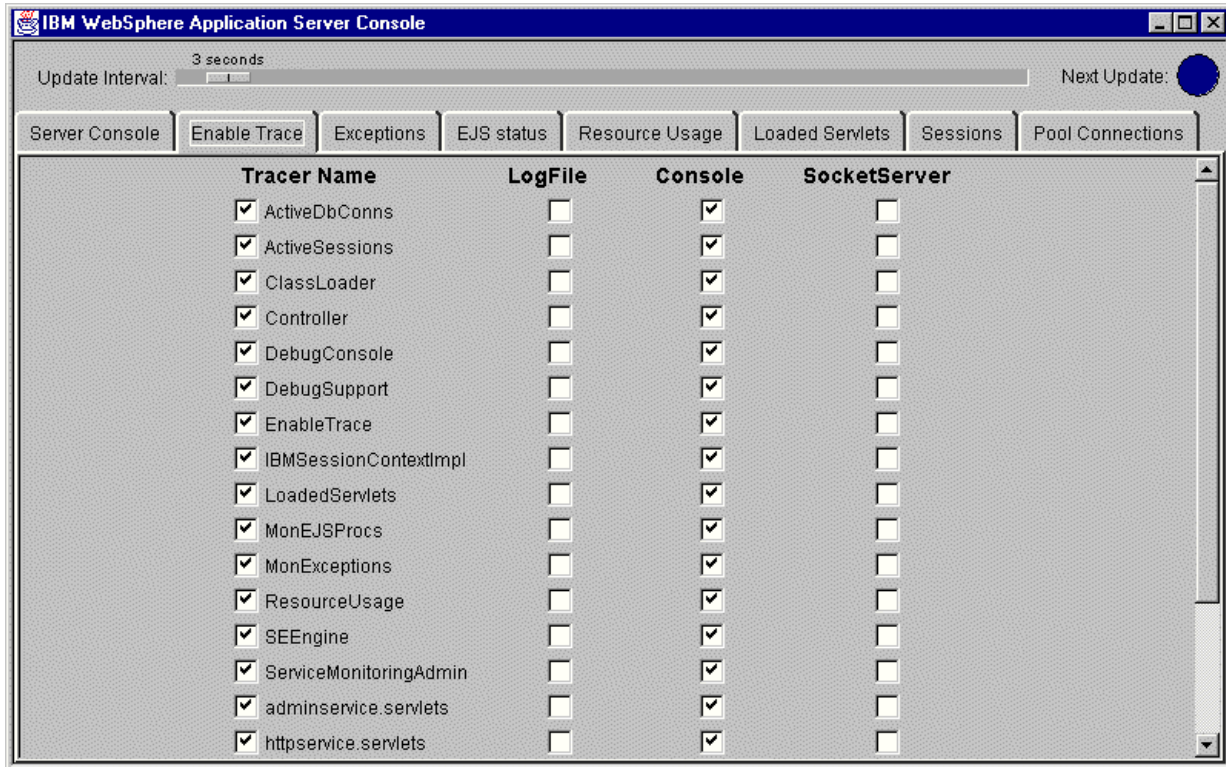 IBM WebSphere Application Server Console
3 seconds
Update Interval: Next Update:
Server Console Enable Trace Exceptions EJS status Resource Usage Loaded Servlets Sessions Pool Connections
Tracer Name LogFile Console SocketServer
ActiveDbConns
ActiveSessions
ClassLoader
Controller
DebugConsole
DebugSupport
EnableTrace
IBMSessionContextImpl
LoadedServlets
MonEJSProcs
MonExceptions
ResourceUsage
SEEngine
ServiceMonitoringAdmin
adminservice.servlets
httpservice.servlets